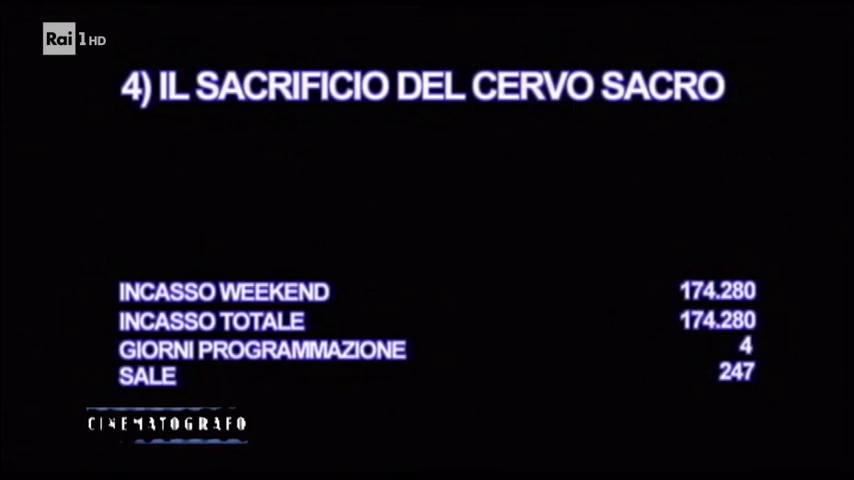 Rai 1 HD
4) IL SACRIFICIO DEL CERVO SACRO
INCASSO WEEKEND 174.280
INCASSO TOTALE 174.280
GIORNI PROGRAMMAZIONE 4
SALE 247
CINEMATOGRAFO